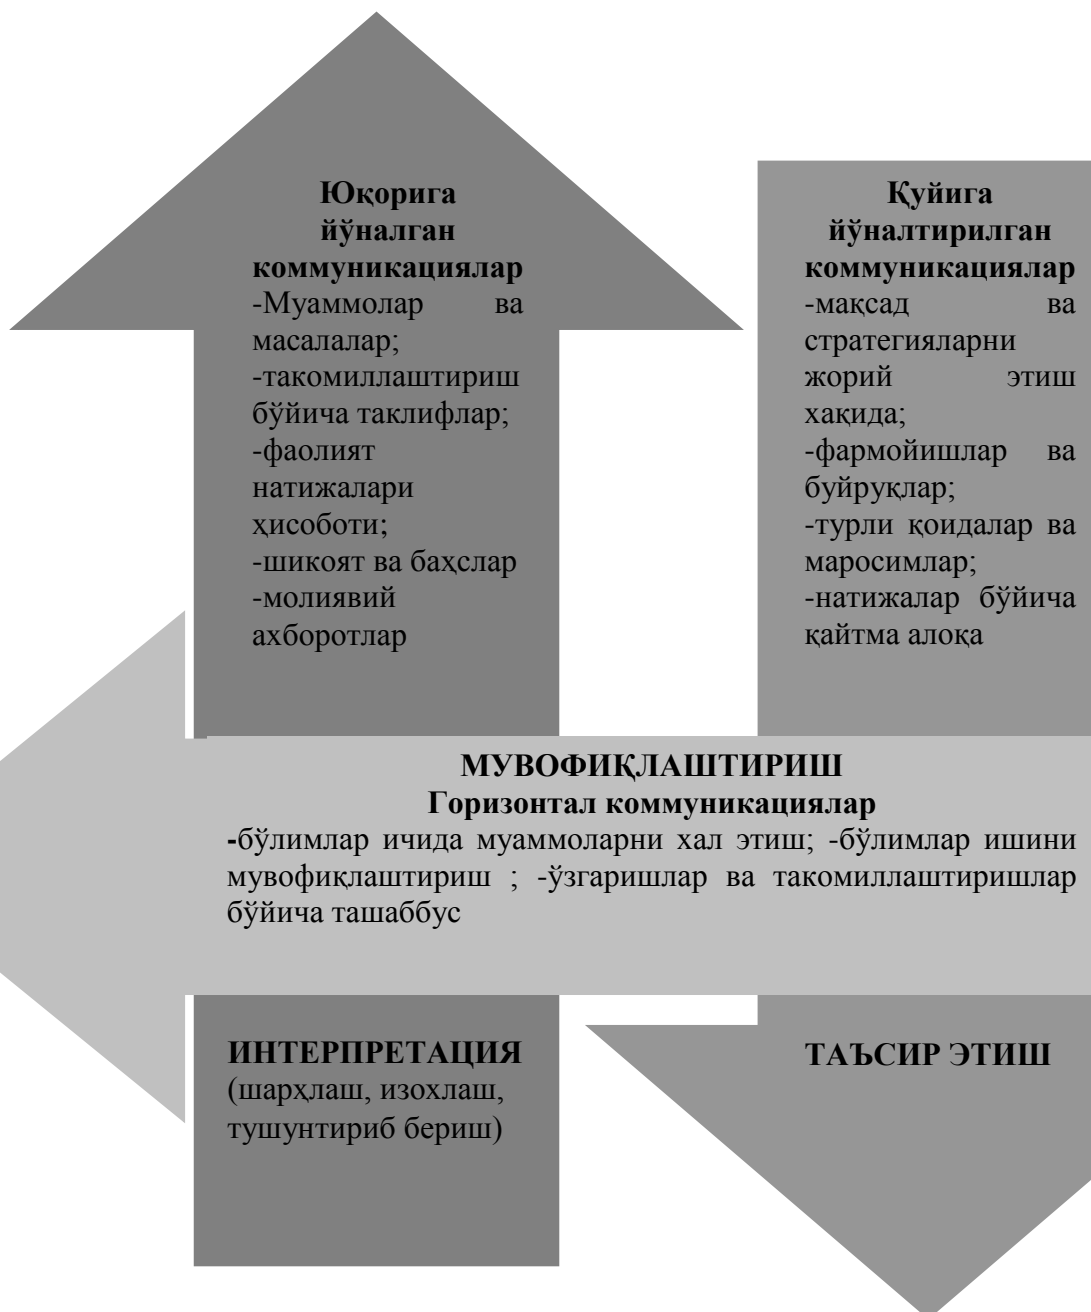 Юқорига
йўналган
коммуникациялар
-Муаммолар ва
масалалар;
-такомиллаштириш
бўйича таклифлар;
-фаолият
натижалари
ҳисоботи;
-шикоят ва баҳслар
-молиявий
ахборотлар
Қуйига
йўналтирилган
коммуникациялар
-мақсад ва
стратегияларни
жорий этиш
хақида;
-фармойишлар ва
буйруқлар;
-турли қоидалар ва
маросимлар;
-натижалар бўйича
қайтма алоқа
МУВОФИҚЛАШТИРИШ
Горизонтал коммуникациялар
-бўлимлар ичида муаммоларни хал этиш; -бўлимлар ишини
мувофиқлаштириш ; -ўзгаришлар ва такомиллаштиришлар
бўйича ташаббус
ИНТЕРПРЕТАЦИЯ
(шарҳлаш, изохлаш,
тушунтириб бериш)
ТАЪСИР ЭТИШ